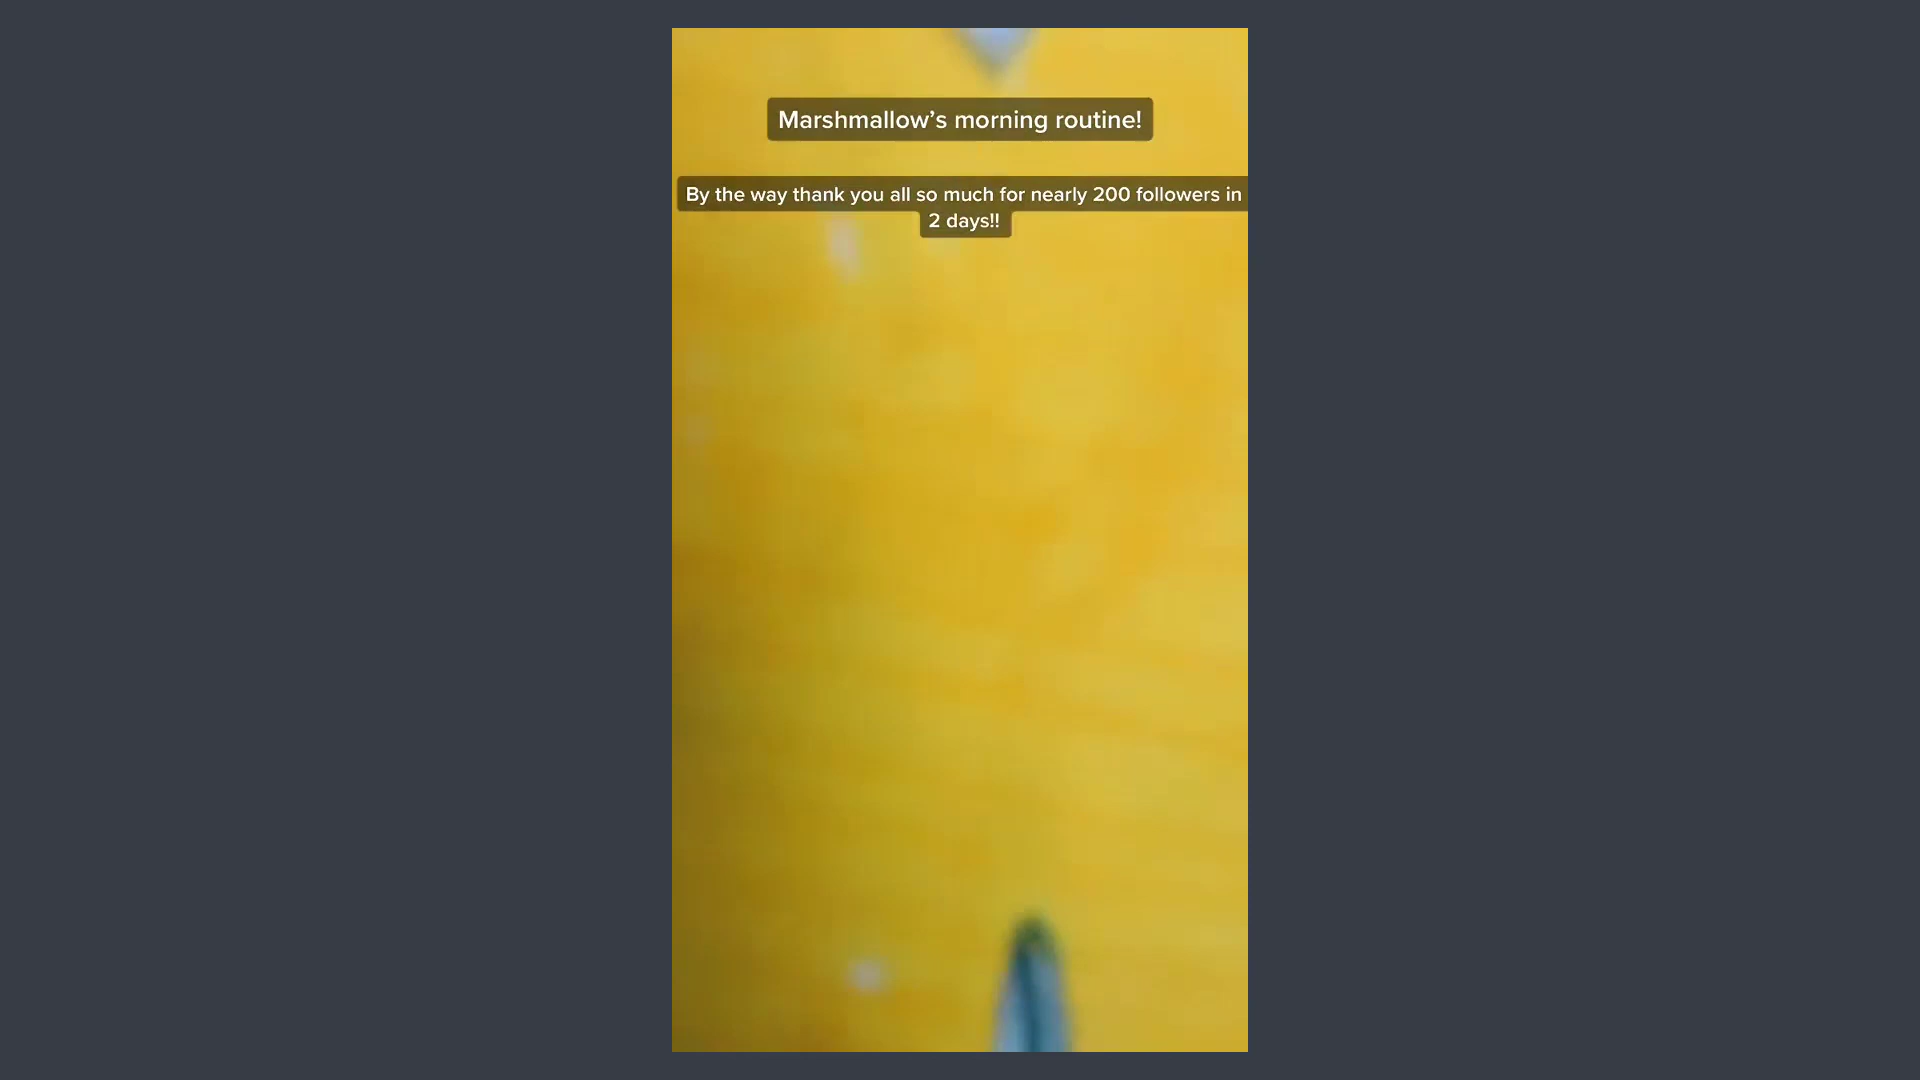 Marshmallow’s morning routine!
By the way thank you all so much for nearly 200 followers in
2 days!!